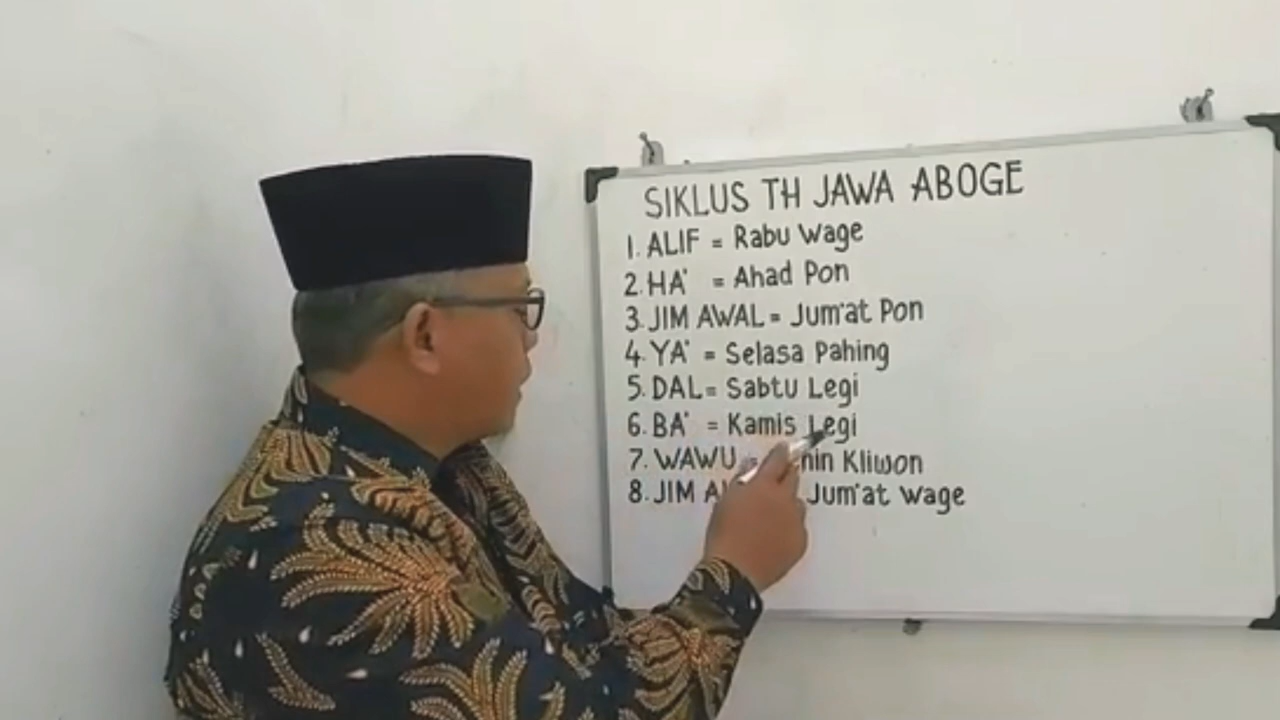 SIKLUS TH JAWA ABOGE
1. ALIF = Rabu Wage
2. HA' = Ahad Pon
3. JIM AWAL = Jum'at Pon
4. YA' = Selasa Pahing
5. DAL = Sabtu Legi
6. BA' = Kamis Legi
7. WAWU = Kliwon
8. JIM Jum'at Wage